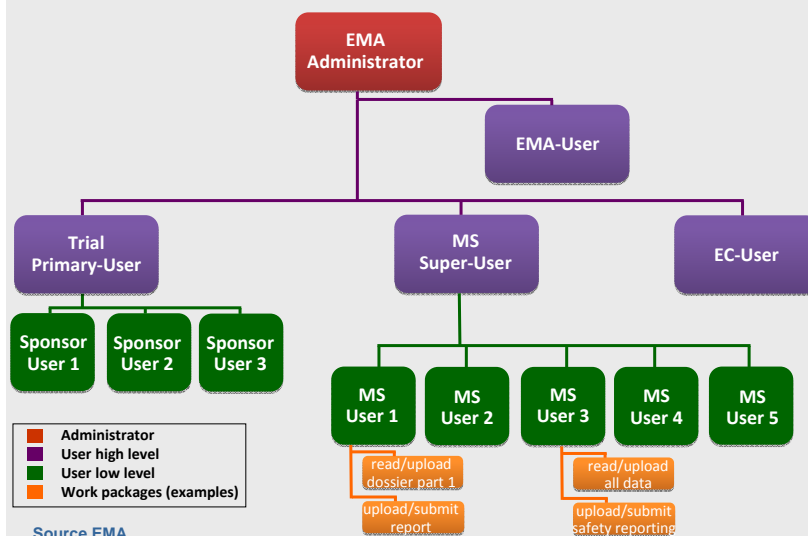 EMA
Administrator
EMA-User
Trial
Primary-User
MS
Super-User
EC-User
Sponsor
User 1
Sponsor
User 2
Sponsor
User 3
MS
User 1
MS
User 2
MS
User 3
MS
User 4
MS
User 5
read/upload
dossier part 1
upload/submit
report
read/upload
all data
upload/submit
safety reporting
Administrator
User high level
User low level
Work packages (examples)
Source EMA